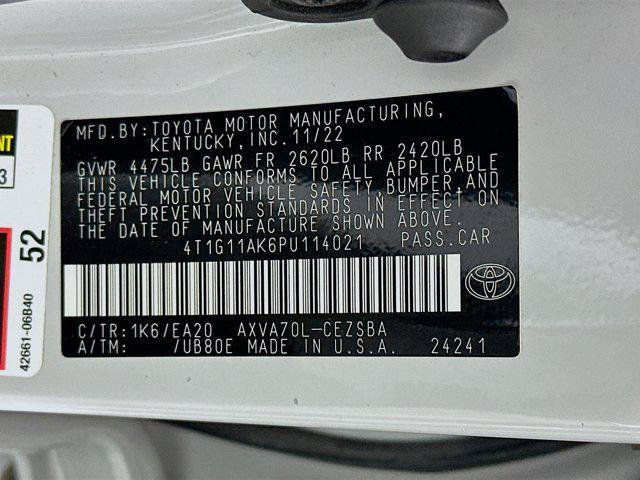 MFD.BY:TOYOTA MOTOR MANUFACTURING,
KENTUCKY, INC.11/22
GVWR 4475LB GAWR FR 2620LB RR 2420LB
THIS VEHICLE CONFORMS TO ALL APPLICABLE
FEDERAL MOTOR VEHICLE SAFETY, BUMPER, AND
THEFT PREVENTION STANDARDS IN EFFECT ON
THE DATE OF MANUFACTURE SHOWN ABOVE.
4T1G11AK6PU114021 PASS.CAR
C/TR:1K6/EA20 AXVA70L-CEZSBA
A/TM: /UB80E MADE IN U.S.A. 24241
52
42661-06B40
3